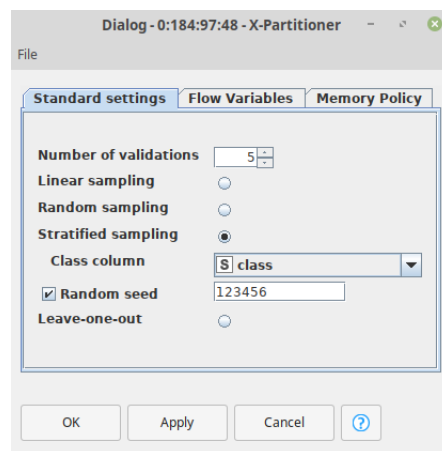 Dialog - 0:184:97:48 - X-Partitioner
File
Standard settings Flow Variables Memory Policy
Number of validations 5
Linear sampling
Random sampling
Stratified sampling
Class column S class
Random seed 123456
Leave-one-out
OK Apply Cancel ?